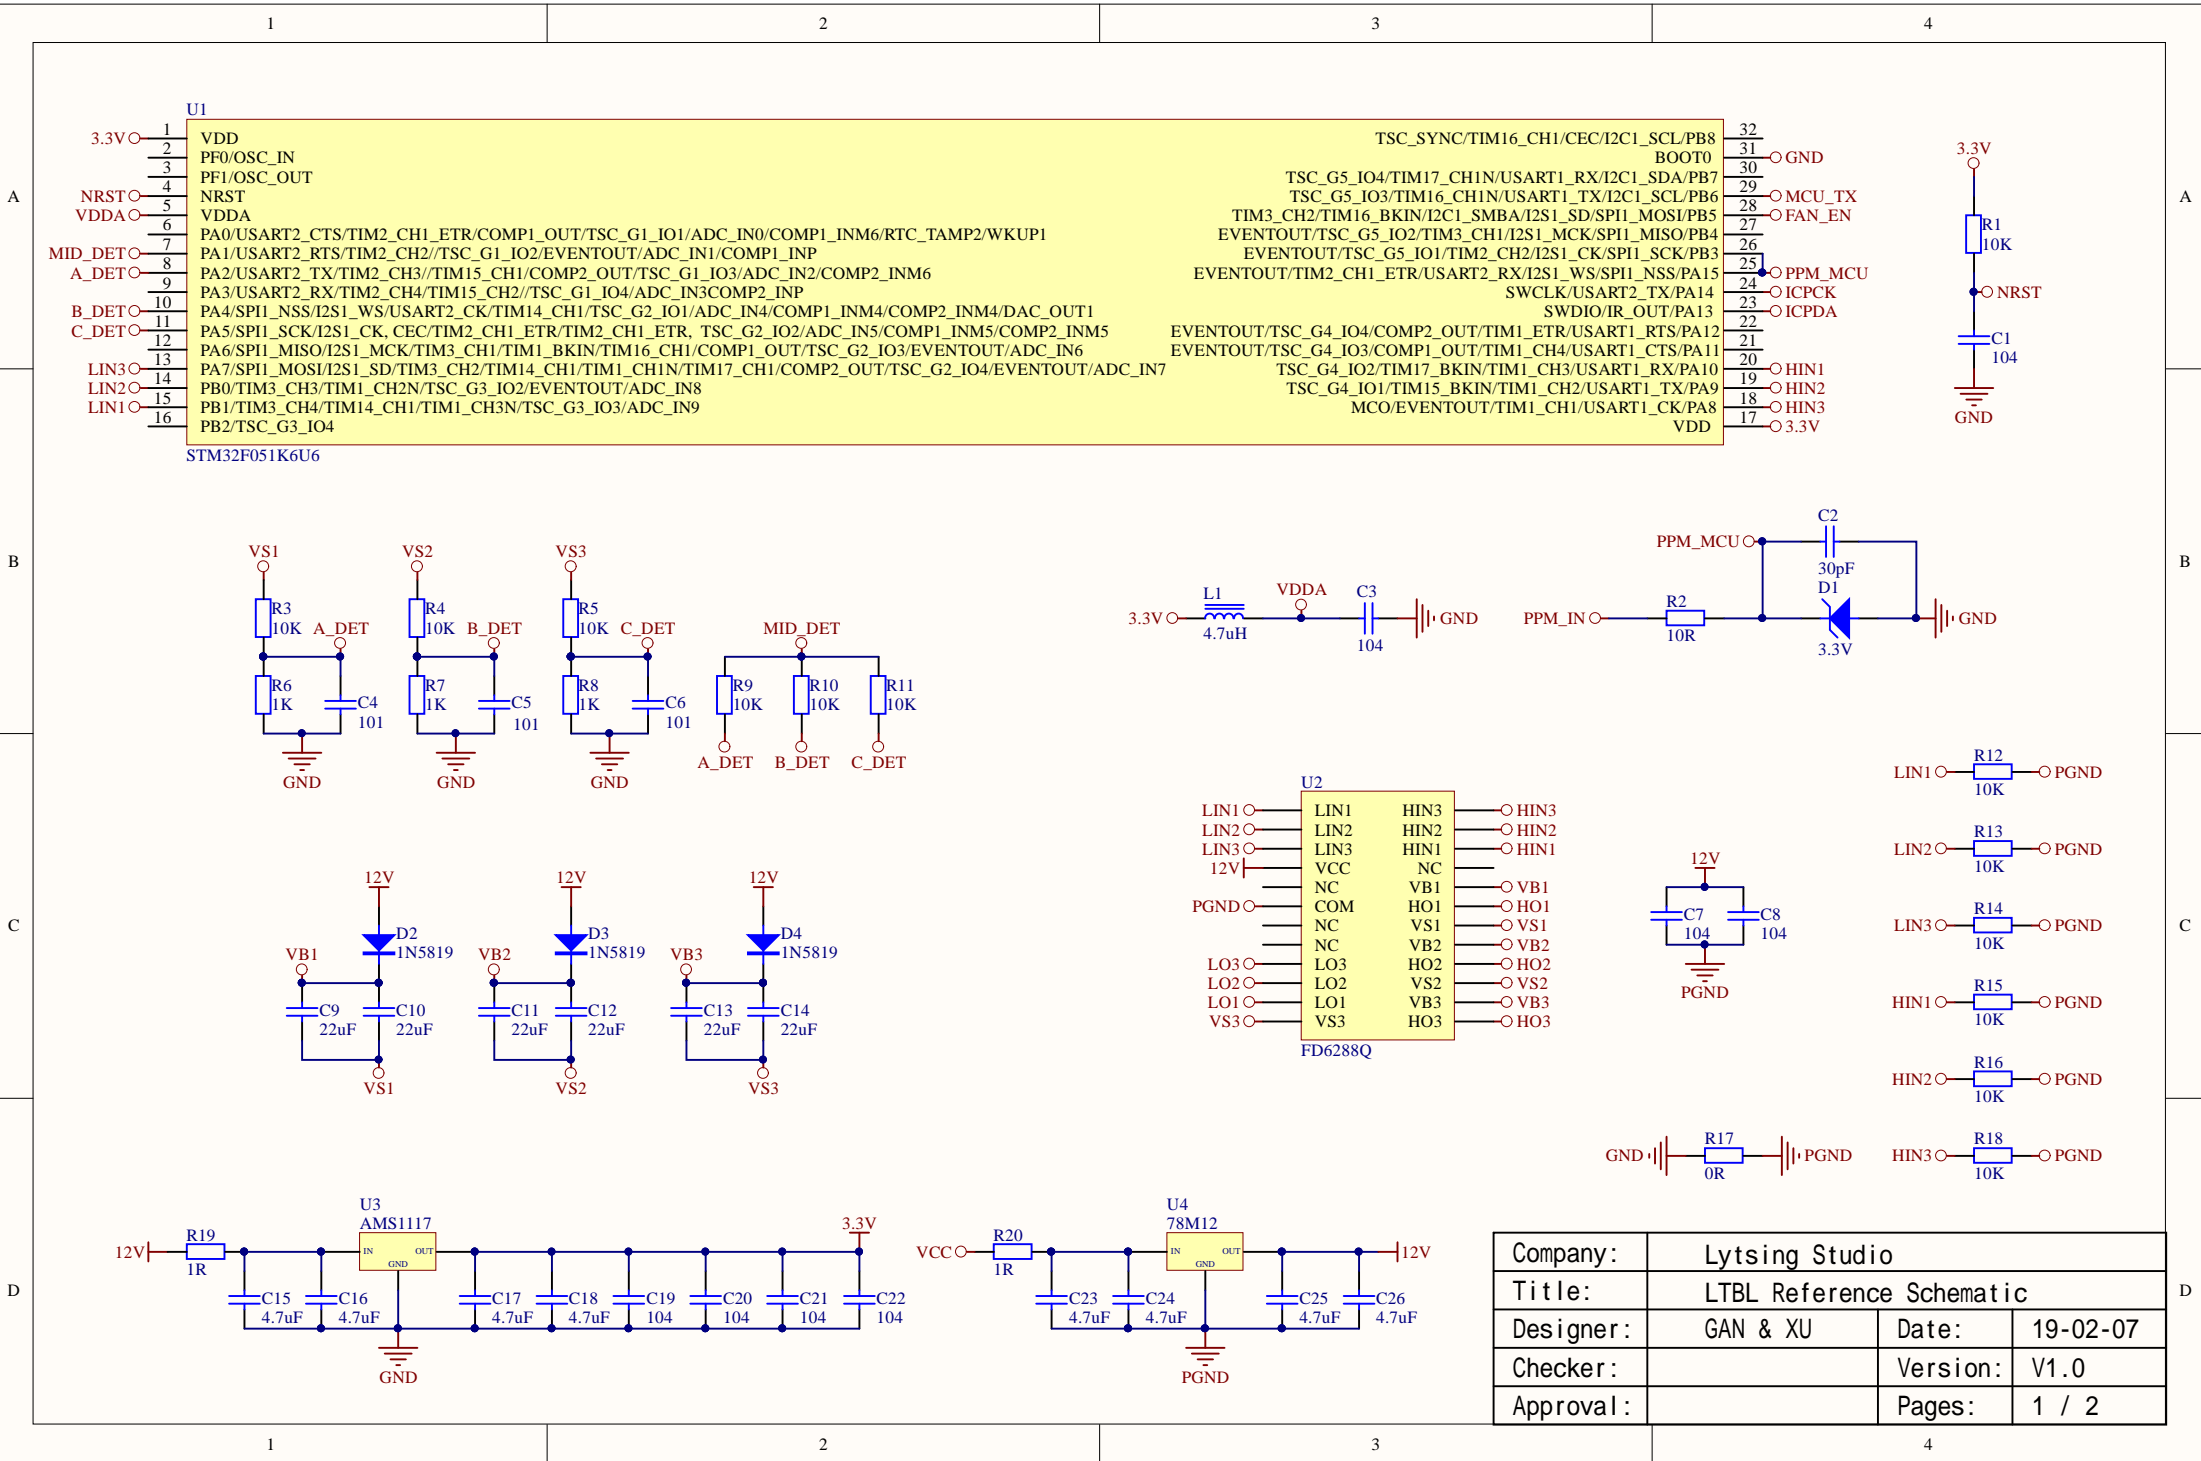 1 2 3 4
A A
B B
C C
D D
U1
3.3V 1 VDD
2 PF0/OSC_IN
3 PF1/OSC_OUT
NRST 4 NRST
VDDA 5 VDDA
6 PA0/USART2_CTS/TIM2_CH1_ETR/COMP1_OUT/TSC_G1_IO1/ADC_IN0/COMP1_INM6/RTC_TAMP2/WKUP1
MID_DET 7 PA1/USART2_RTS/TIM2_CH2//TSC_G1_IO2/EVENTOUT/ADC_IN1/COMP1_INP
A_DET 8 PA2/USART2_TX/TIM2_CH3//TIM15_CH1/COMP2_OUT/TSC_G1_IO3/ADC_IN2/COMP2_INM6
9 PA3/USART2_RX/TIM2_CH4/TIM15_CH2//TSC_G1_IO4/ADC_IN3COMP2_INP
B_DET 10 PA4/SPI1_NSS/I2S1_WS/USART2_CK/TIM14_CH1/TSC_G2_IO1/ADC_IN4/COMP1_INM4/COMP2_INM4/DAC_OUT1
C_DET 11 PA5/SPI1_SCK/I2S1_CK, CEC/TIM2_CH1_ETR/TIM2_CH1_ETR, TSC_G2_IO2/ADC_IN5/COMP1_INM5/COMP2_INM5
12 PA6/SPI1_MISO/I2S1_MCK/TIM3_CH1/TIM1_BKIN/TIM16_CH1/COMP1_OUT/TSC_G2_IO3/EVENTOUT/ADC_IN6
LIN3 13 PA7/SPI1_MOSI/I2S1_SD/TIM3_CH2/TIM14_CH1/TIM1_CH1N/TIM17_CH1/COMP2_OUT/TSC_G2_IO4/EVENTOUT/ADC_IN7
LIN2 14 PB0/TIM3_CH3/TIM1_CH2N/TSC_G3_IO2/EVENTOUT/ADC_IN8
LIN1 15 PB1/TIM3_CH4/TIM14_CH1/TIM1_CH3N/TSC_G3_IO3/ADC_IN9
16 PB2/TSC_G3_IO4
STM32F051K6U6
TSC_SYNC/TIM16_CH1/CEC/I2C1_SCL/PB8 32
BOOT0 31 GND
TSC_G5_IO4/TIM17_CH1N/USART1_RX/I2C1_SDA/PB7 30
TSC_G5_IO3/TIM16_CH1N/USART1_TX/I2C1_SCL/PB6 29 MCU_TX
TIM3_CH2/TIM16_BKIN/I2C1_SMBA/I2S1_SD/SPI1_MOSI/PB5 28 FAN_EN
EVENTOUT/TSC_G5_IO2/TIM3_CH1/I2S1_MCK/SPI1_MISO/PB4 27
EVENTOUT/TSC_G5_IO1/TIM2_CH2/I2S1_CK/SPI1_SCK/PB3 26
EVENTOUT/TIM2_CH1_ETR/USART2_RX/I2S1_WS/SPI1_NSS/PA15 25 PPM_MCU
SWCLK/USART2_TX/PA14 24 ICPCK
SWDIO/IR_OUT/PA13 23 ICPDA
EVENTOUT/TSC_G4_IO4/COMP2_OUT/TIM1_ETR/USART1_RTS/PA12 22
EVENTOUT/TSC_G4_IO3/COMP1_OUT/TIM1_CH4/USART1_CTS/PA11 21
TSC_G4_IO2/TIM17_BKIN/TIM1_CH3/USART1_RX/PA10 20 HIN1
TSC_G4_IO1/TIM15_BKIN/TIM1_CH2/USART1_TX/PA9 19 HIN2
MCO/EVENTOUT/TIM1_CH1/USART1_CK/PA8 18 HIN3
VDD 17 3.3V
3.3V
R1
10K
NRST
C1
104
GND
VS1
R3
10K
A_DET
R6
1K
C4
101
GND
VS2
R4
10K
B_DET
R7
1K
C5
101
GND
VS3
R5
10K
C_DET
R8
1K
C6
101
GND
MID_DET
R9 R10 R11
10K 10K 10K
A_DET B_DET C_DET
3.3V
L1
4.7uH
VDDA
C3
104
GND
PPM_MCU
C2
30pF
PPM_IN
R2
10R
D1
3.3V
GND
12V
D2
1N5819
VB1
C9 C10
22uF 22uF
VS1
12V
D3
1N5819
VB2
C11 C12
22uF 22uF
VS2
12V
D4
1N5819
VB3
C13 C14
22uF 22uF
VS3
U2
LIN1 LIN1 HIN3 HIN3
LIN2 LIN2 HIN2 HIN2
LIN3 LIN3 HIN1 HIN1
12V VCC NC
NC VB1 VB1
PGND COM HO1 HO1
NC VS1 VS1
NC VB2 VB2
LO3 LO3 HO2 HO2
LO2 LO2 VS2 VS2
LO1 LO1 VB3 VB3
VS3 VS3 HO3 HO3
FD6288Q
12V
C7 C8
104 104
PGND
LIN1 R12 PGND
10K
LIN2 R13 PGND
10K
LIN3 R14 PGND
10K
HIN1 R15 PGND
10K
HIN2 R16 PGND
10K
HIN3 R18 PGND
10K
GND R17 PGND
0R
12V
R19
1R
U3
AMS1117
IN OUT
GND
3.3V
C15 C16 C17 C18 C19 C20 C21 C22
4.7uF 4.7uF 4.7uF 4.7uF 104 104 104 104
GND
VCC
R20
1R
U4
78M12
IN OUT
GND
12V
C23 C24 C25 C26
4.7uF 4.7uF 4.7uF 4.7uF
PGND
Company: Lytsing Studio
Title: LTBL Reference Schematic
Designer: GAN & XU Date: 19-02-07
Checker: Version: V1.0
Approval: Pages: 1 / 2
1 2 3 4